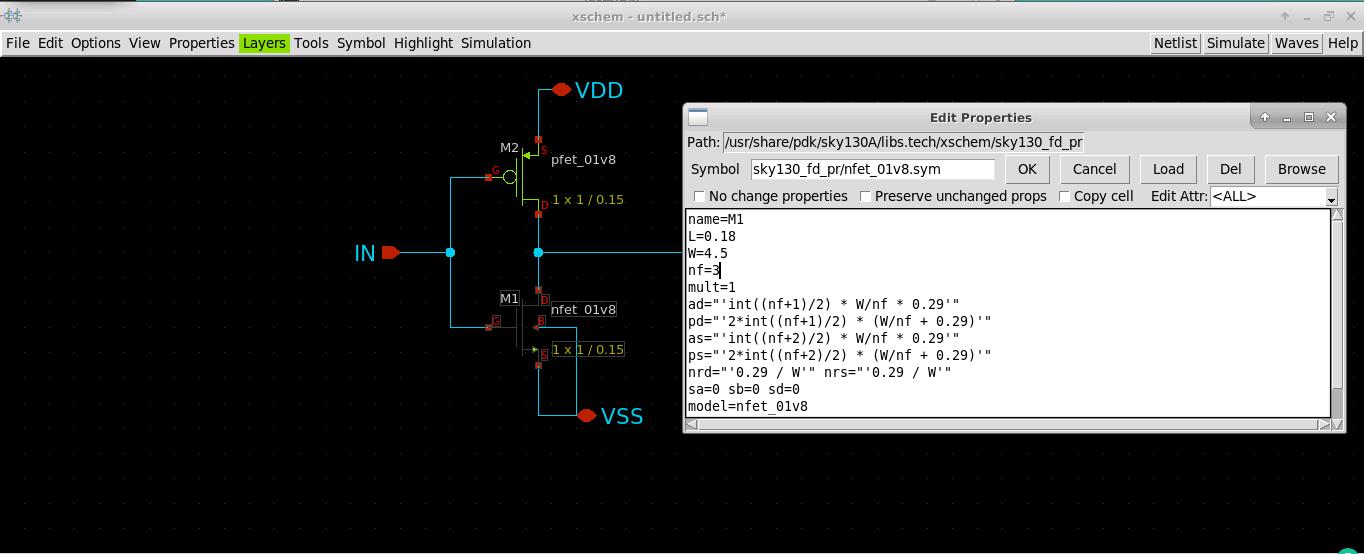 xschem - untitled.sch*
File Edit Options View Properties Layers Tools Symbol Highlight Simulation Netlist Simulate Waves Help
VDD
M2
S
pfet_01v8
G
1 x 1 / 0.15
D
IN
M1
D
nfet_01v8
G
B
1 x 1 / 0.15
S
VSS
Edit Properties
Path: /usr/share/pdk/sky130A/libs.tech/xschem/sky130_fd_pr
Symbol sky130_fd_pr/nfet_01v8.sym OK Cancel Load Del Browse
No change properties Preserve unchanged props Copy cell Edit Attr: <ALL>
name=M1
L=0.18
W=4.5
nf=3
mult=1
ad="'int((nf+1)/2) * W/nf * 0.29'"
pd="'2*int((nf+1)/2) * (W/nf + 0.29)'"
as="'int((nf+2)/2) * W/nf * 0.29'"
ps="'2*int((nf+2)/2) * (W/nf + 0.29)'"
nrd="'0.29 / W'" nrs="'0.29 / W'"
sa=0 sb=0 sd=0
model=nfet_01v8